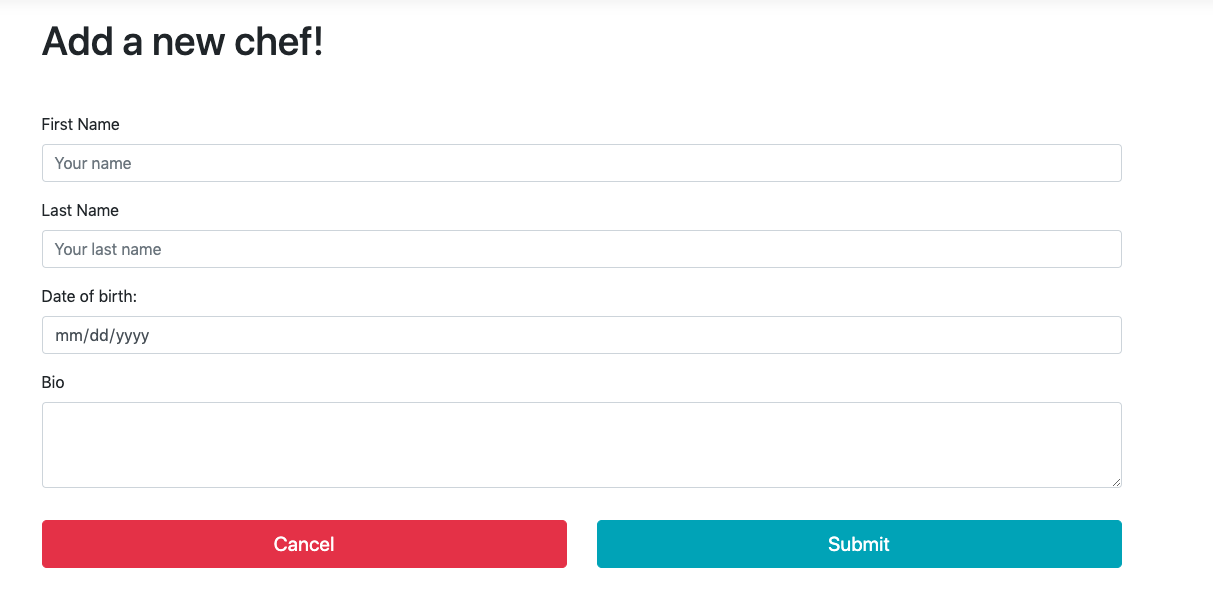 Add a new chef!
First Name
Your name
Last Name
Your last name
Date of birth:
mm/dd/yyyy
Bio
Cancel
Submit